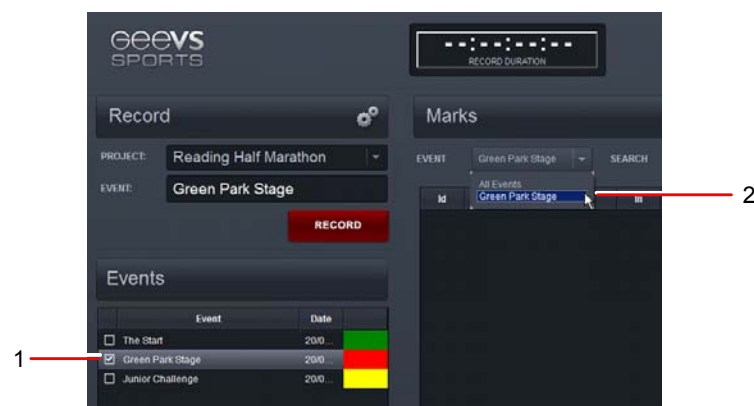 GEEVS
SPORTS
--:--:--:--
RECORD DURATION
Record
Marks
PROJECT:
Reading Half Marathon
EVENT
Green Park Stage
SEARCH
EVENT:
Green Park Stage
All Events
Green Park Stage
2
Id
In
RECORD
Events
Event
Date
The Start
20/0...
1
Green Park Stage
20/0...
Junior Challenge
20/0...